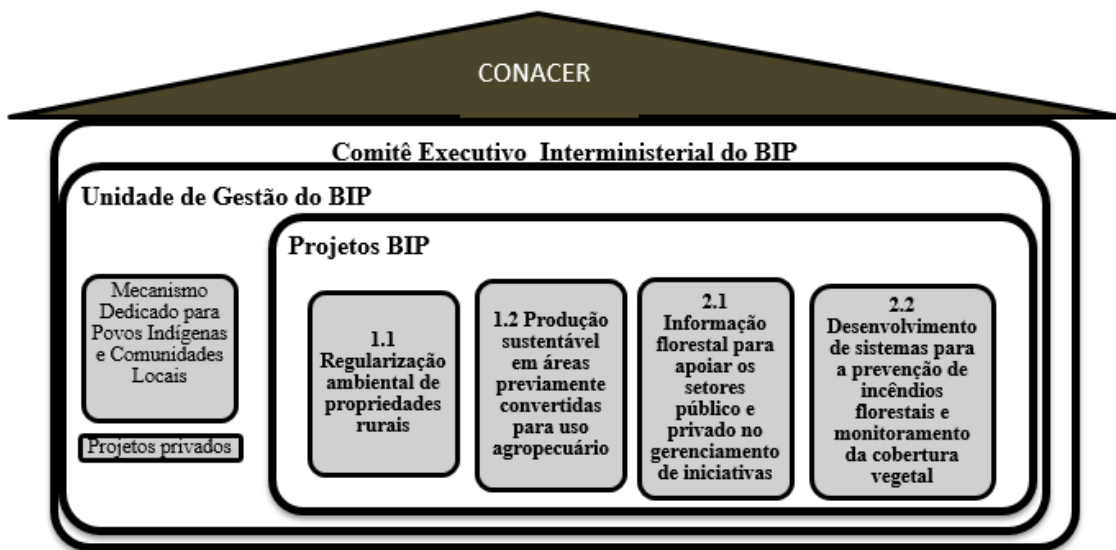 CONACER
Comitê Executivo Interministerial do BIP
Unidade de Gestão do BIP
Projetos BIP
Mecanismo
Dedicado para
Povos Indígenas
e Comunidades
Locais
Projetos privados
1.1
Regularização
ambiental de
propriedades
rurais
1.2 Produção
sustentável
em áreas
previamente
convertidas
para uso
agropecuário
2.1
Informação
florestal para
apoiar os
setores
público e
privado no
gerenciamento
de iniciativas
2.2
Desenvolvimento
de sistemas para
a prevenção de
incêndios
florestais e
monitoramento
da cobertura
vegetal